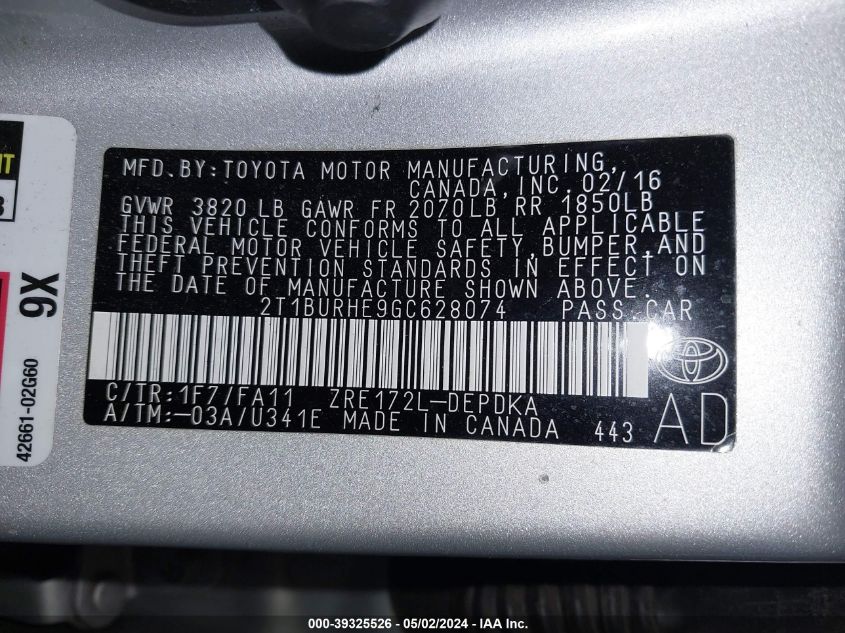 MFD.BY:TOYOTA MOTOR MANUFACTURING,
CANADA,INC.02/16
GVWR 3820 LB GAWR FR 2070LB RR 1850LB
THIS VEHICLE CONFORMS TO ALL APPLICABLE
FEDERAL MOTOR VEHICLE SAFETY,BUMPER,AND
THEFT PREVENTION STANDARDS IN EFFECT ON
THE DATE OF MANUFACTURE SHOWN ABOVE.
2T1BURHE9GC628074 PASS.CAR
C/TR:1F7/FA11 ZRE172L-DEPDKA
A/TM:-03A/U341E MADE IN CANADA 443 AD
9X
42661-02G60
000-39325526 - 05/02/2024 - IAA Inc.